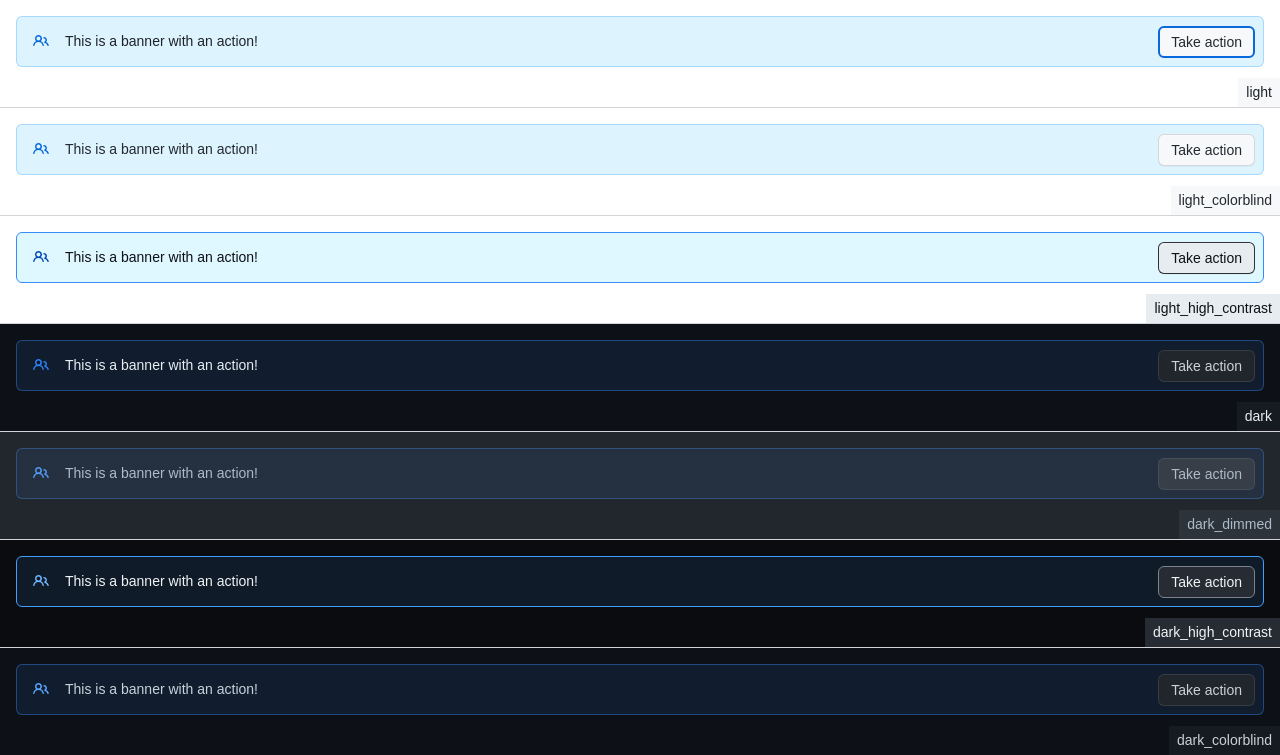 This is a banner with an action! Take action
light
This is a banner with an action! Take action
light_colorblind
This is a banner with an action! Take action
light_high_contrast
This is a banner with an action! Take action
dark
This is a banner with an action! Take action
dark_dimmed
This is a banner with an action! Take action
dark_high_contrast
This is a banner with an action! Take action
dark_colorblind